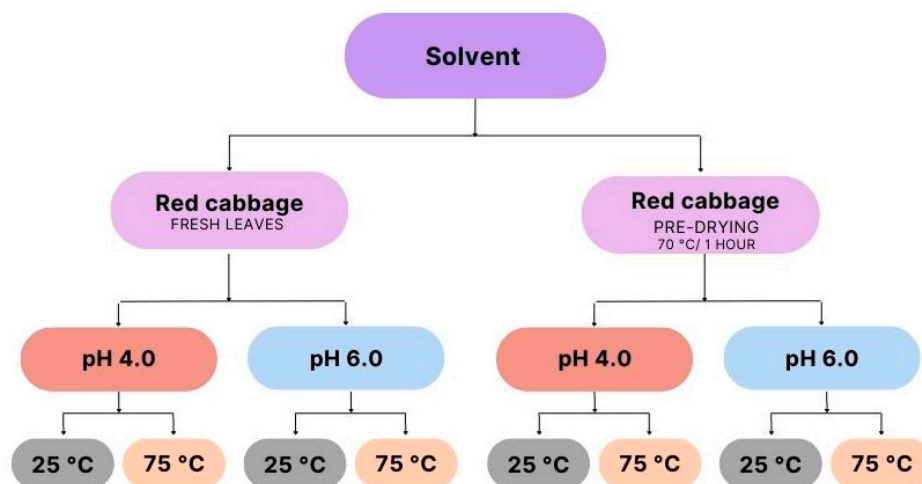 Solvent
Red cabbage
FRESH LEAVES
Red cabbage
PRE-DRYING
70 °C/ 1 HOUR
pH 4.0
pH 6.0
pH 4.0
pH 6.0
25 °C
75 °C
25 °C
75 °C
25 °C
75 °C
25 °C
75 °C